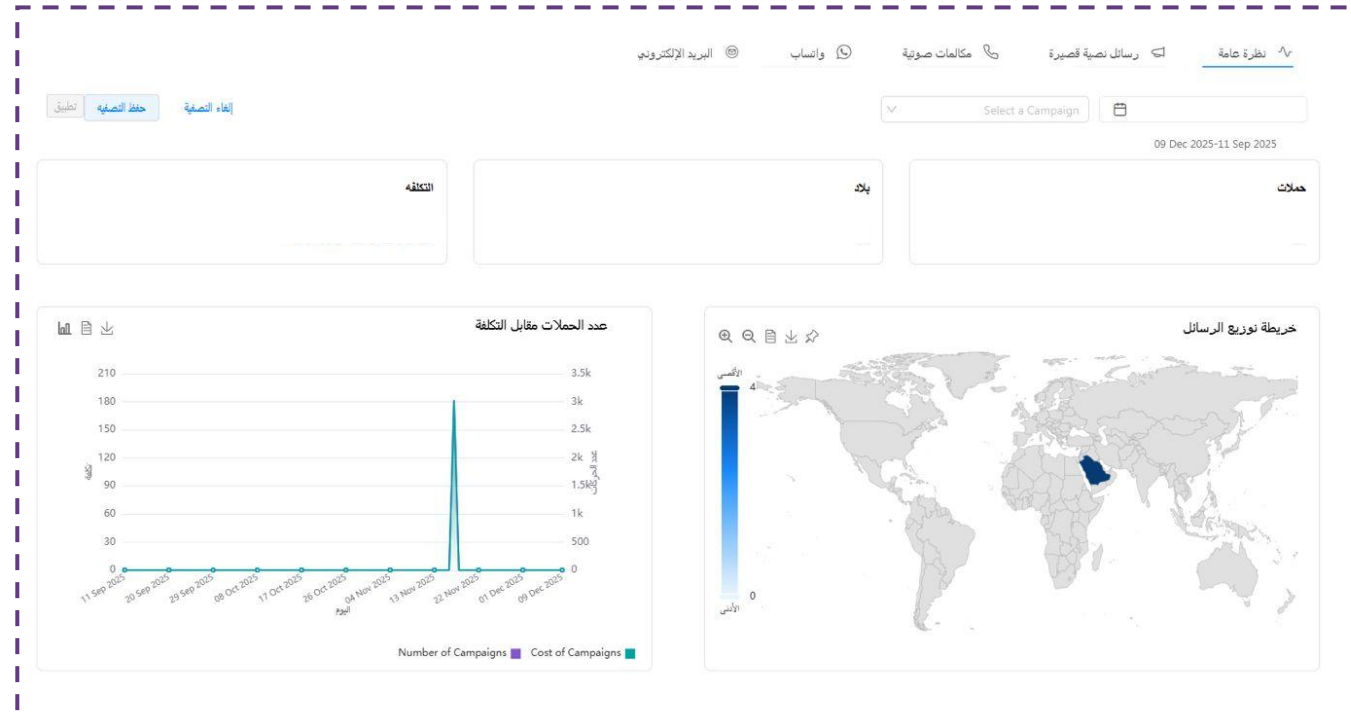 نظرة عامة
رسائل نصية قصيرة
مكالمات صوتية
واتساب
البريد الإلكتروني
Select a Campaign
إلغاء التصفية
حفظ التصفيه
تطبيق
09 Dec 2025-11 Sep 2025
حملات
بلاد
التكلفه
خريطة توزيع الرسائل
الأقصى
4
0
الأدنى
عدد الحملات مقابل التكلفة
210
180
150
120
90
60
30
0
تكلفة
3.5k
3k
2.5k
2k
1.5k
1k
500
0
11 Sep 2025
20 Sep 2025
29 Sep 2025
08 Oct 2025
17 Oct 2025
26 Oct 2025
04 Nov 2025
13 Nov 2025
22 Nov 2025
01 Dec 2025
09 Dec 2025
اليوم
Number of Campaigns
Cost of Campaigns